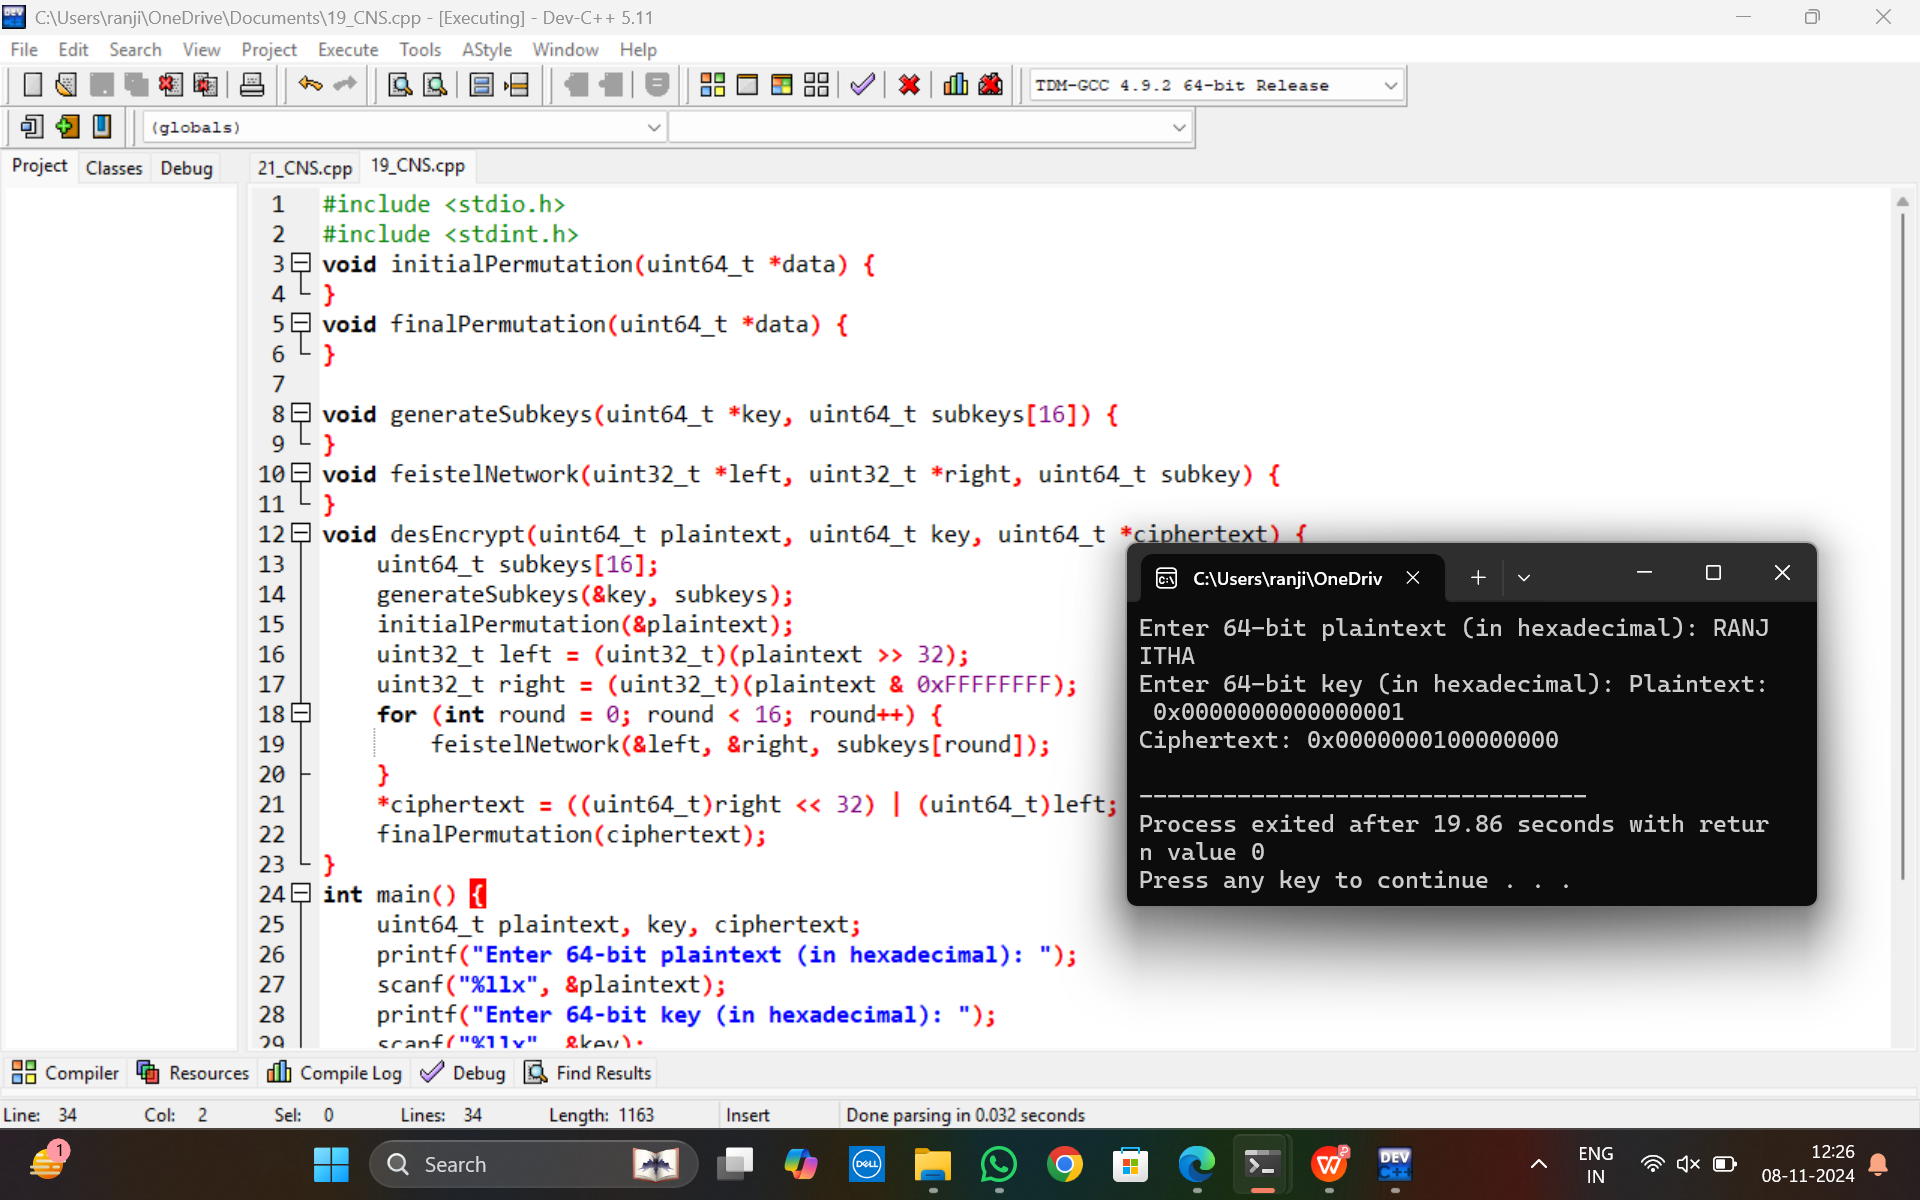 C:\Users\ranji\OneDrive\Documents\19_CNS.cpp - [Executing] - Dev-C++ 5.11
File Edit Search View Project Execute Tools AStyle Window Help
TDM-GCC 4.9.2 64-bit Release
(globals)
Project Classes Debug 21_CNS.cpp 19_CNS.cpp
1 #include <stdio.h>
2 #include <stdint.h>
3 void initialPermutation(uint64_t *data) {
4 }
5 void finalPermutation(uint64_t *data) {
6 }
7
8 void generateSubkeys(uint64_t *key, uint64_t subkeys[16]) {
9 }
10 void feistelNetwork(uint32_t *left, uint32_t *right, uint64_t subkey) {
11 }
12 void desEncrypt(uint64_t plaintext, uint64_t key, uint64_t *ciphertext) {
13 uint64_t subkeys[16];
14 generateSubkeys(&key, subkeys);
15 initialPermutation(&plaintext);
16 uint32_t left = (uint32_t)(plaintext >> 32);
17 uint32_t right = (uint32_t)(plaintext & 0xFFFFFFFF);
18 for (int round = 0; round < 16; round++) {
19 feistelNetwork(&left, &right, subkeys[round]);
20 }
21 *ciphertext = ((uint64_t)right << 32) | (uint64_t)left;
22 finalPermutation(ciphertext);
23 }
24 int main() {
25 uint64_t plaintext, key, ciphertext;
26 printf("Enter 64-bit plaintext (in hexadecimal): ");
27 scanf("%llx", &plaintext);
28 printf("Enter 64-bit key (in hexadecimal): ");
29 scanf("%llx", &key);
C:\Users\ranji\OneDriv
Enter 64-bit plaintext (in hexadecimal): RANJ
ITHA
Enter 64-bit key (in hexadecimal): Plaintext:
0x0000000000000001
Ciphertext: 0x0000000100000000
--------------------------------
Process exited after 19.86 seconds with retur
n value 0
Press any key to continue . . .
Compiler Resources Compile Log Debug Find Results
Line: 34 Col: 2 Sel: 0 Lines: 34 Length: 1163 Insert Done parsing in 0.032 seconds
1 Search DELL W DEV C++ ENG IN 12:26
08-11-2024